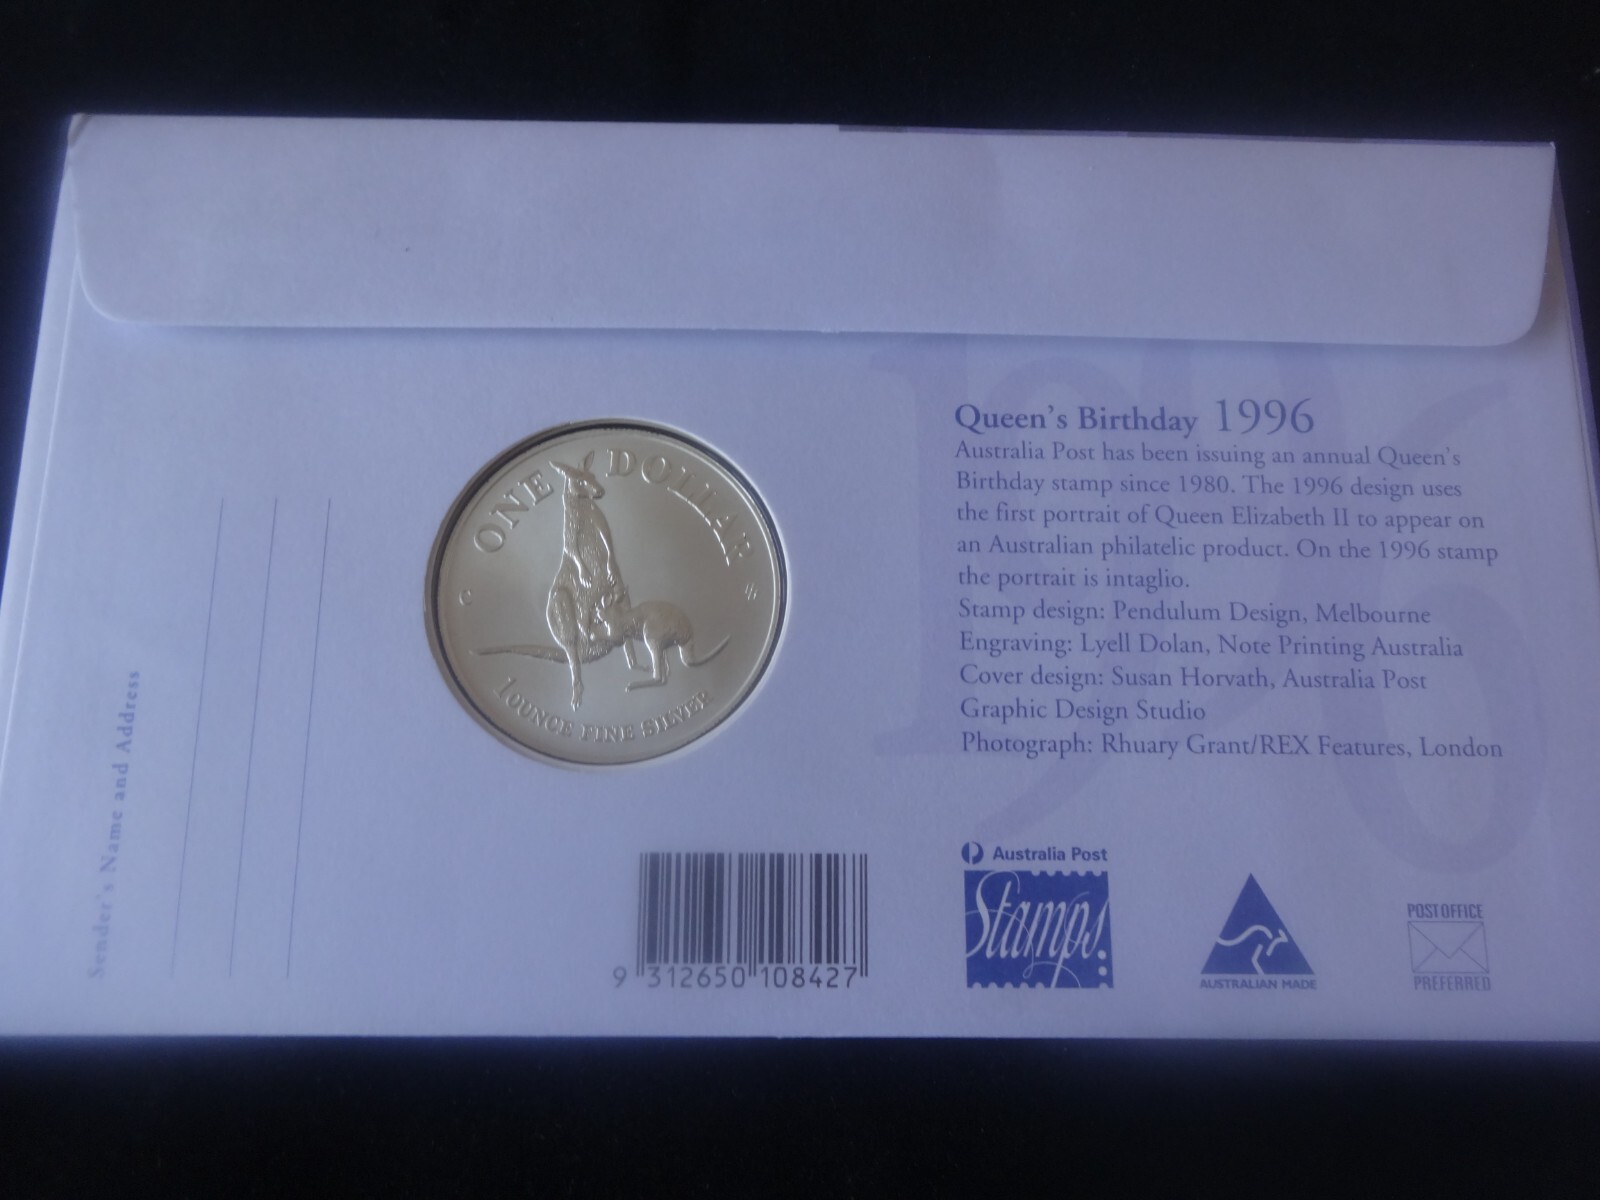 ONE DOLLAR
C
1 OUNCE FINE SILVER
Queen's Birthday 1996
Australia Post has been issuing an annual Queen's
Birthday stamp since 1980. The 1996 design uses
the first portrait of Queen Elizabeth II to appear on
an Australian philatelic product. On the 1996 stamp
the portrait is intaglio.
Stamp design: Pendulum Design, Melbourne
Engraving: Lyell Dolan, Note Printing Australia
Cover design: Susan Horvath, Australia Post
Graphic Design Studio
Photograph: Rhuary Grant/REX Features, London
Sender's Name and Address
9 312650 108427
Australia Post
Stamps.
AUSTRALIAN MADE
POST OFFICE
PREFERRED
1996